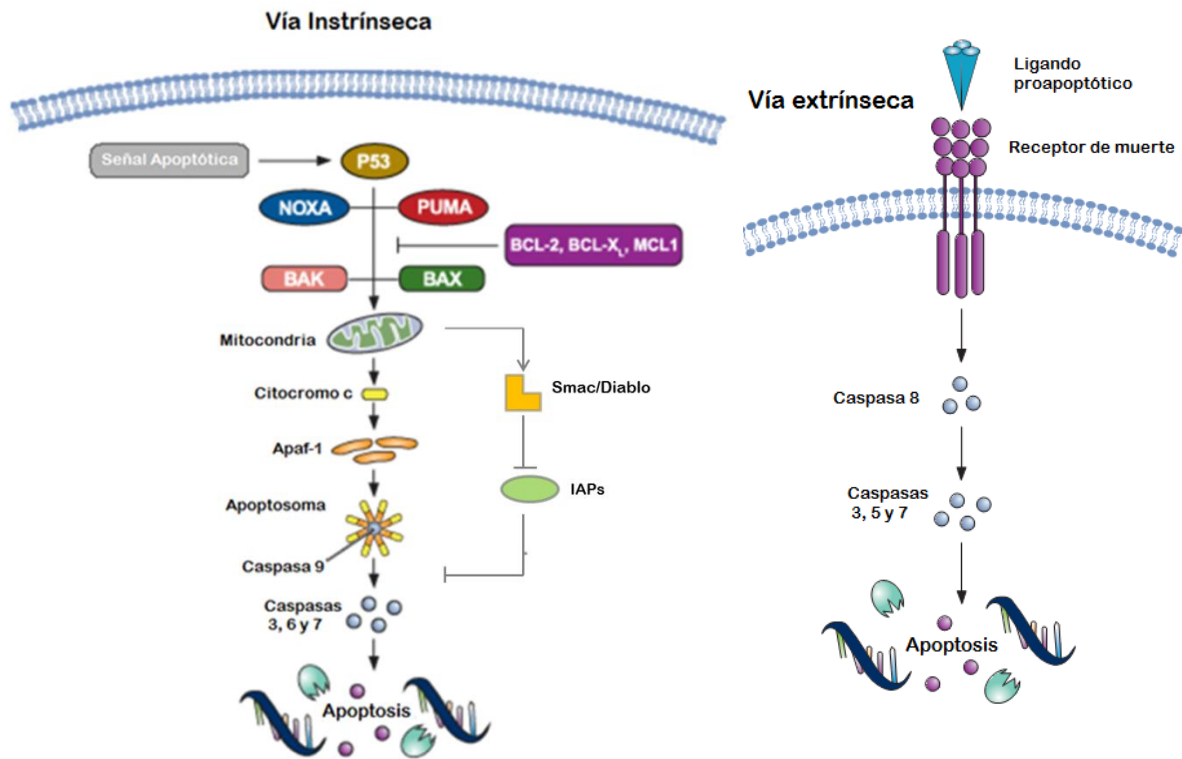 Vía Instrínseca
Señal Apoptótica
P53
NOXA
PUMA
BCL-2, BCL-XL, MCL1
BAK
BAX
Mitocondria
Citocromo c
Smac/Diablo
Apaf-1
IAPs
Apoptosoma
Caspasa 9
Caspasas
3, 6 y 7
Apoptosis
Vía extrínseca
Ligando
proapoptótico
Receptor de muerte
Caspasa 8
Caspasas
3, 5 y 7
Apoptosis